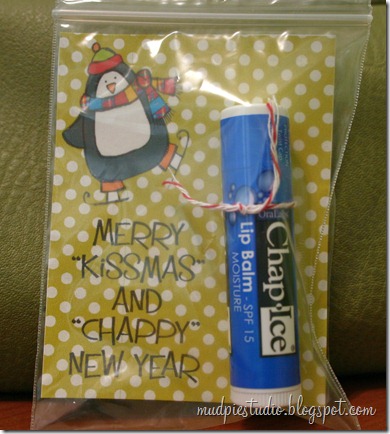 MERRY
"KiSSMAS"
AND
"CHAPPY"
NEW YEAR
Chap•Ice
Lip Balm - SPF 15
MOISTURE
mudpiestudio.blogspot.com